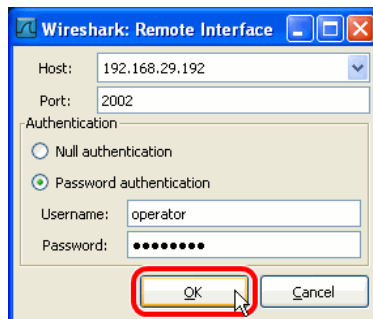 Wireshark: Remote Interface
Host: 192.168.29.192
Port: 2002
Authentication
Null authentication
Password authentication
Username: operator
Password: ●●●●●●●●
OK Cancel